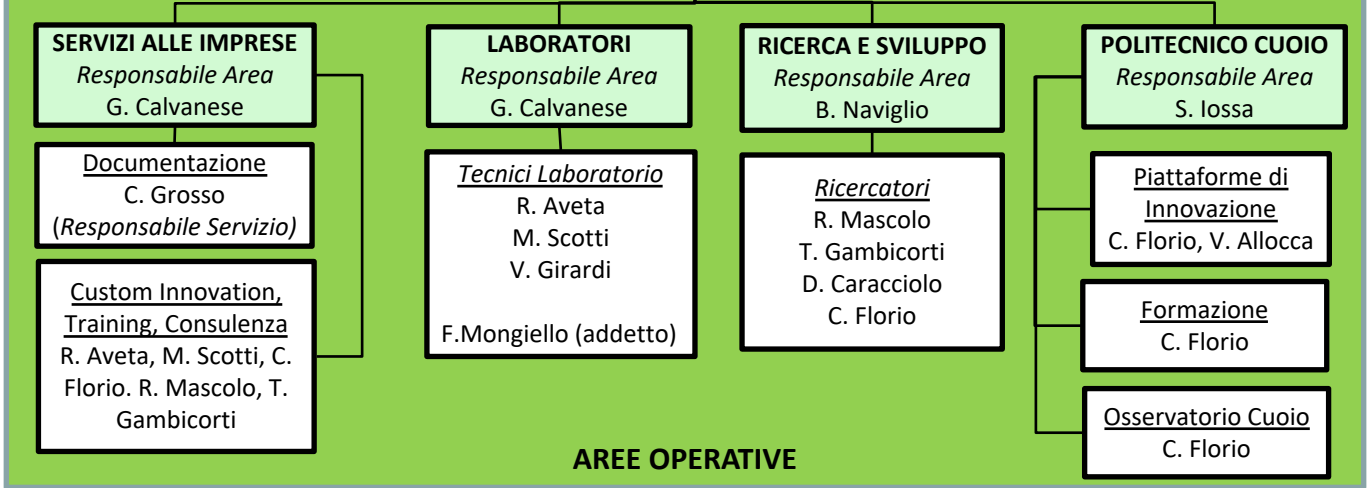 SERVIZI ALLE IMPRESE
Responsabile Area
G. Calvanese
Documentazione
C. Grosso
(Responsabile Servizio)
Custom Innovation,
Training, Consulenza
R. Aveta, M. Scotti, C.
Florio. R. Mascolo, T.
Gambicorti
LABORATORI
Responsabile Area
G. Calvanese
Tecnici Laboratorio
R. Aveta
M. Scotti
V. Girardi
F.Mongiello (addetto)
RICERCA E SVILUPPO
Responsabile Area
B. Naviglio
Ricercatori
R. Mascolo
T. Gambicorti
D. Caracciolo
C. Florio
POLITECNICO CUOIO
Responsabile Area
S. Iossa
Piattaforme di
Innovazione
C. Florio, V. Allocca
Formazione
C. Florio
Osservatorio Cuoio
C. Florio
AREE OPERATIVE